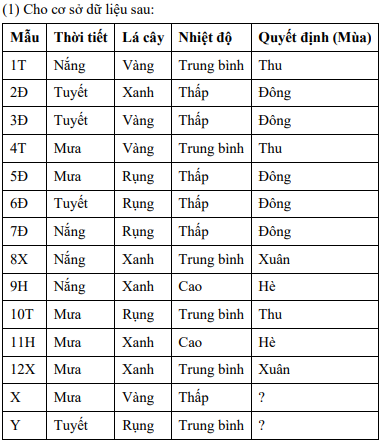 (1) Cho cơ sở dữ liệu sau:
Mẫu Thời tiết Lá cây Nhiệt độ Quyết định (Mùa)
1T Nắng Vàng Trung bình Thu
2Đ Tuyết Xanh Thấp Đông
3Đ Tuyết Vàng Thấp Đông
4T Mưa Vàng Trung bình Thu
5Đ Mưa Rụng Thấp Đông
6Đ Tuyết Rụng Thấp Đông
7Đ Nắng Rụng Thấp Đông
8X Nắng Xanh Trung bình Xuân
9H Nắng Xanh Cao Hè
10T Mưa Rụng Trung bình Thu
11H Mưa Xanh Cao Hè
12X Mưa Xanh Trung bình Xuân
X Mưa Vàng Thấp ?
Y Tuyết Rụng Trung bình ?